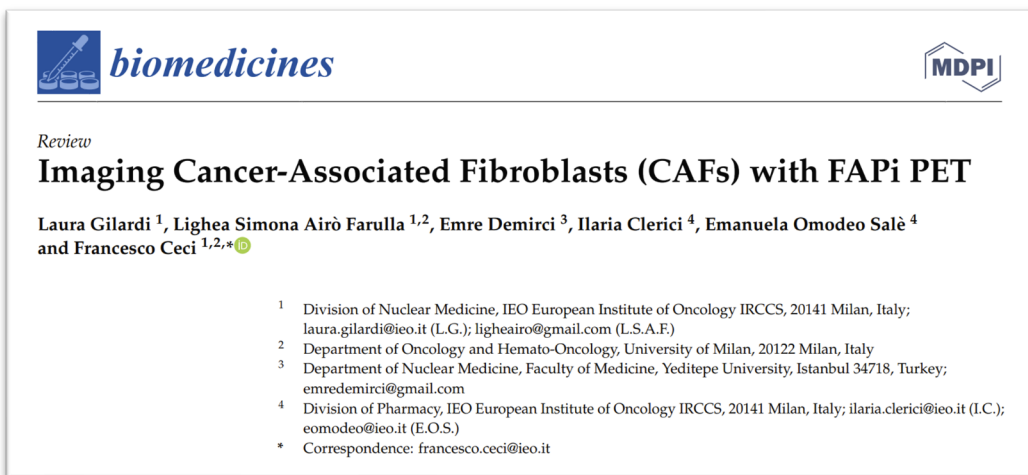 biomedicines
MDPI
Review
Imaging Cancer-Associated Fibroblasts (CAFs) with FAPi PET
Laura Gilardi 1, Lighea Simona Airò Farulla 1,2, Emre Demirci 3, Ilaria Clerici 4, Emanuela Omodeo Salè 4
and Francesco Ceci 1,2,* iD
1 Division of Nuclear Medicine, IEO European Institute of Oncology IRCCS, 20141 Milan, Italy;
laura.gilardi@ieo.it (L.G.); ligheairo@gmail.com (L.S.A.F.)
2 Department of Oncology and Hemato-Oncology, University of Milan, 20122 Milan, Italy
3 Department of Nuclear Medicine, Faculty of Medicine, Yeditepe University, Istanbul 34718, Turkey;
emredemirci@gmail.com
4 Division of Pharmacy, IEO European Institute of Oncology IRCCS, 20141 Milan, Italy; ilaria.clerici@ieo.it (I.C.);
eomodeo@ieo.it (E.O.S.)
* Correspondence: francesco.ceci@ieo.it